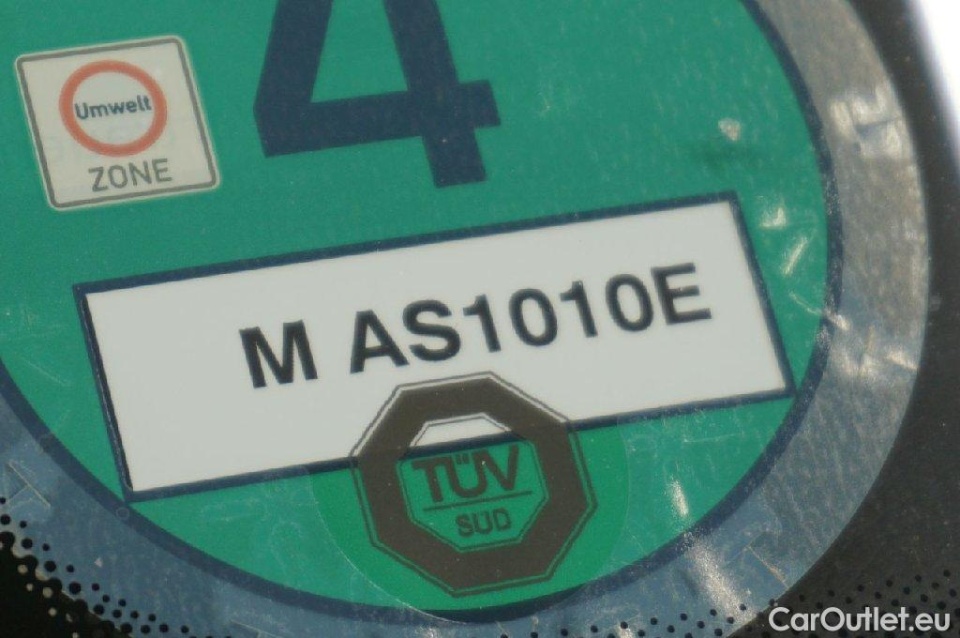 4
Umwelt
ZONE
M AS1010E
TÜV
SÜD
CarOutlet.eu